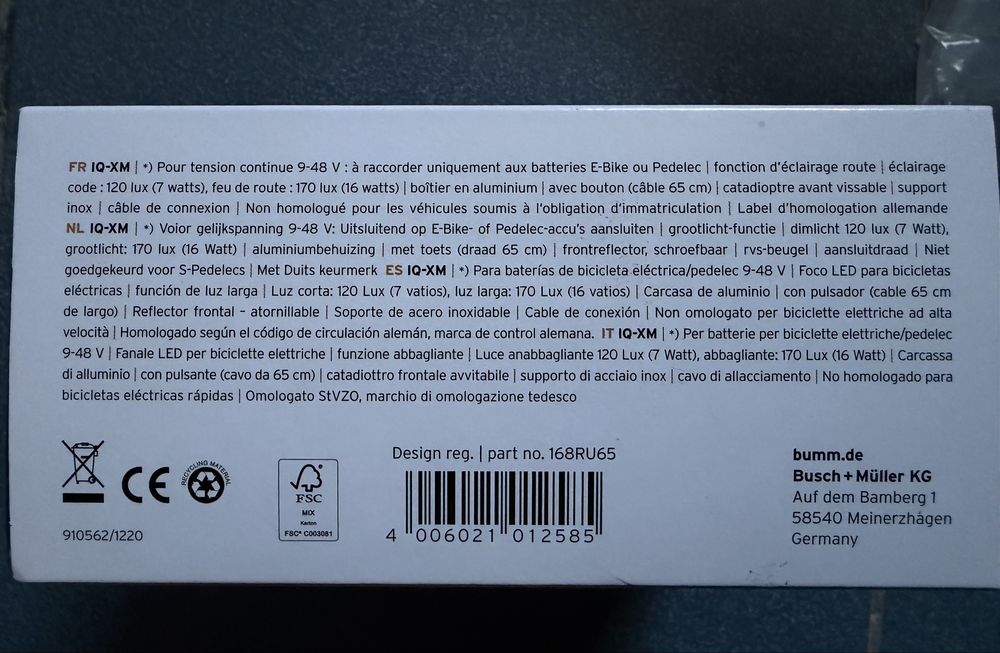 FR IQ-XM | *) Pour tension continue 9-48 V : à raccorder uniquement aux batteries E-Bike ou Pedelec | fonction d'éclairage route | éclairage
code : 120 lux (7 watts), feu de route : 170 lux (16 watts) | boîtier en aluminium | avec bouton (câble 65 cm) | catadioptre avant vissable | support
inox | câble de connexion | Non homologué pour les véhicules soumis à l'obligation d'immatriculation | Label d'homologation allemande
NL IQ-XM | *) Voior gelijkspanning 9-48 V: Uitsluitend op E-Bike- of Pedelec-accu's aansluiten | grootlicht-functie | dimlicht 120 lux (7 Watt),
grootlicht: 170 lux (16 Watt) | aluminiumbehuizing | met toets (draad 65 cm) | frontreflector, schroefbaar | rvs-beugel | aansluitdraad | Niet
goedgekeurd voor S-Pedelecs | Met Duits keurmerk ES IQ-XM | *) Para baterías de bicicleta eléctrica/pedelec 9-48 V | Foco LED para bicicletas
eléctricas | función de luz larga | Luz corta: 120 Lux (7 vatios), luz larga: 170 Lux (16 vatios) | Carcasa de aluminio | con pulsador (cable 65 cm
de largo) | Reflector frontal - atornillable | Soporte de acero inoxidable | Cable de conexión | Non omologato per biciclette elettriche ad alta
velocità | Homologado según el código de circulación alemán, marca de control alemana. IT IQ-XM | *) Per batterie per biciclette elettriche/pedelec
9-48 V | Fanale LED per biciclette elettriche | funzione abbagliante | Luce anabbagliante 120 Lux (7 Watt), abbagliante: 170 Lux (16 Watt) | Carcassa
di alluminio | con pulsante (cavo da 65 cm) | catadiottro frontale avvitabile | supporto di acciaio inox | cavo di allacciamento | No homologado para
bicicletas eléctricas rápidas | Omologato StVZO, marchio di omologazione tedesco
CE
RECYCLING MATERIAL
910562/1220
FSC
MIX
Karton
FSC® C003081
Design reg. | part no. 168RU65
4 006021 012585
bumm.de
Busch+Müller KG
Auf dem Bamberg 1
58540 Meinerzhagen
Germany